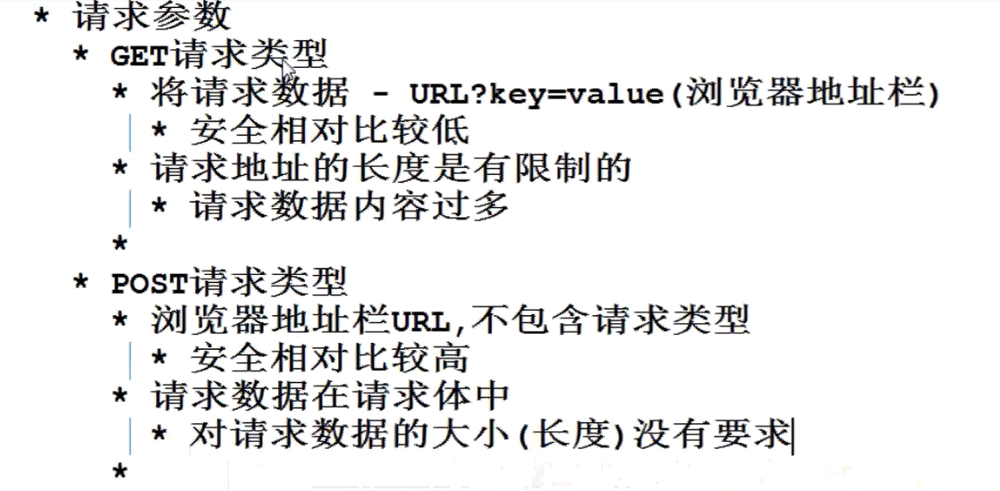 * 请求参数
* GET请求类型
* 将请求数据 - URL?key=value(浏览器地址栏)
* 安全相对比较低
* 请求地址的长度是有限制的
* 请求数据内容过多
*
* POST请求类型
* 浏览器地址栏URL,不包含请求类型
* 安全相对比较高
* 请求数据在请求体中
* 对请求数据的大小(长度)没有要求
*